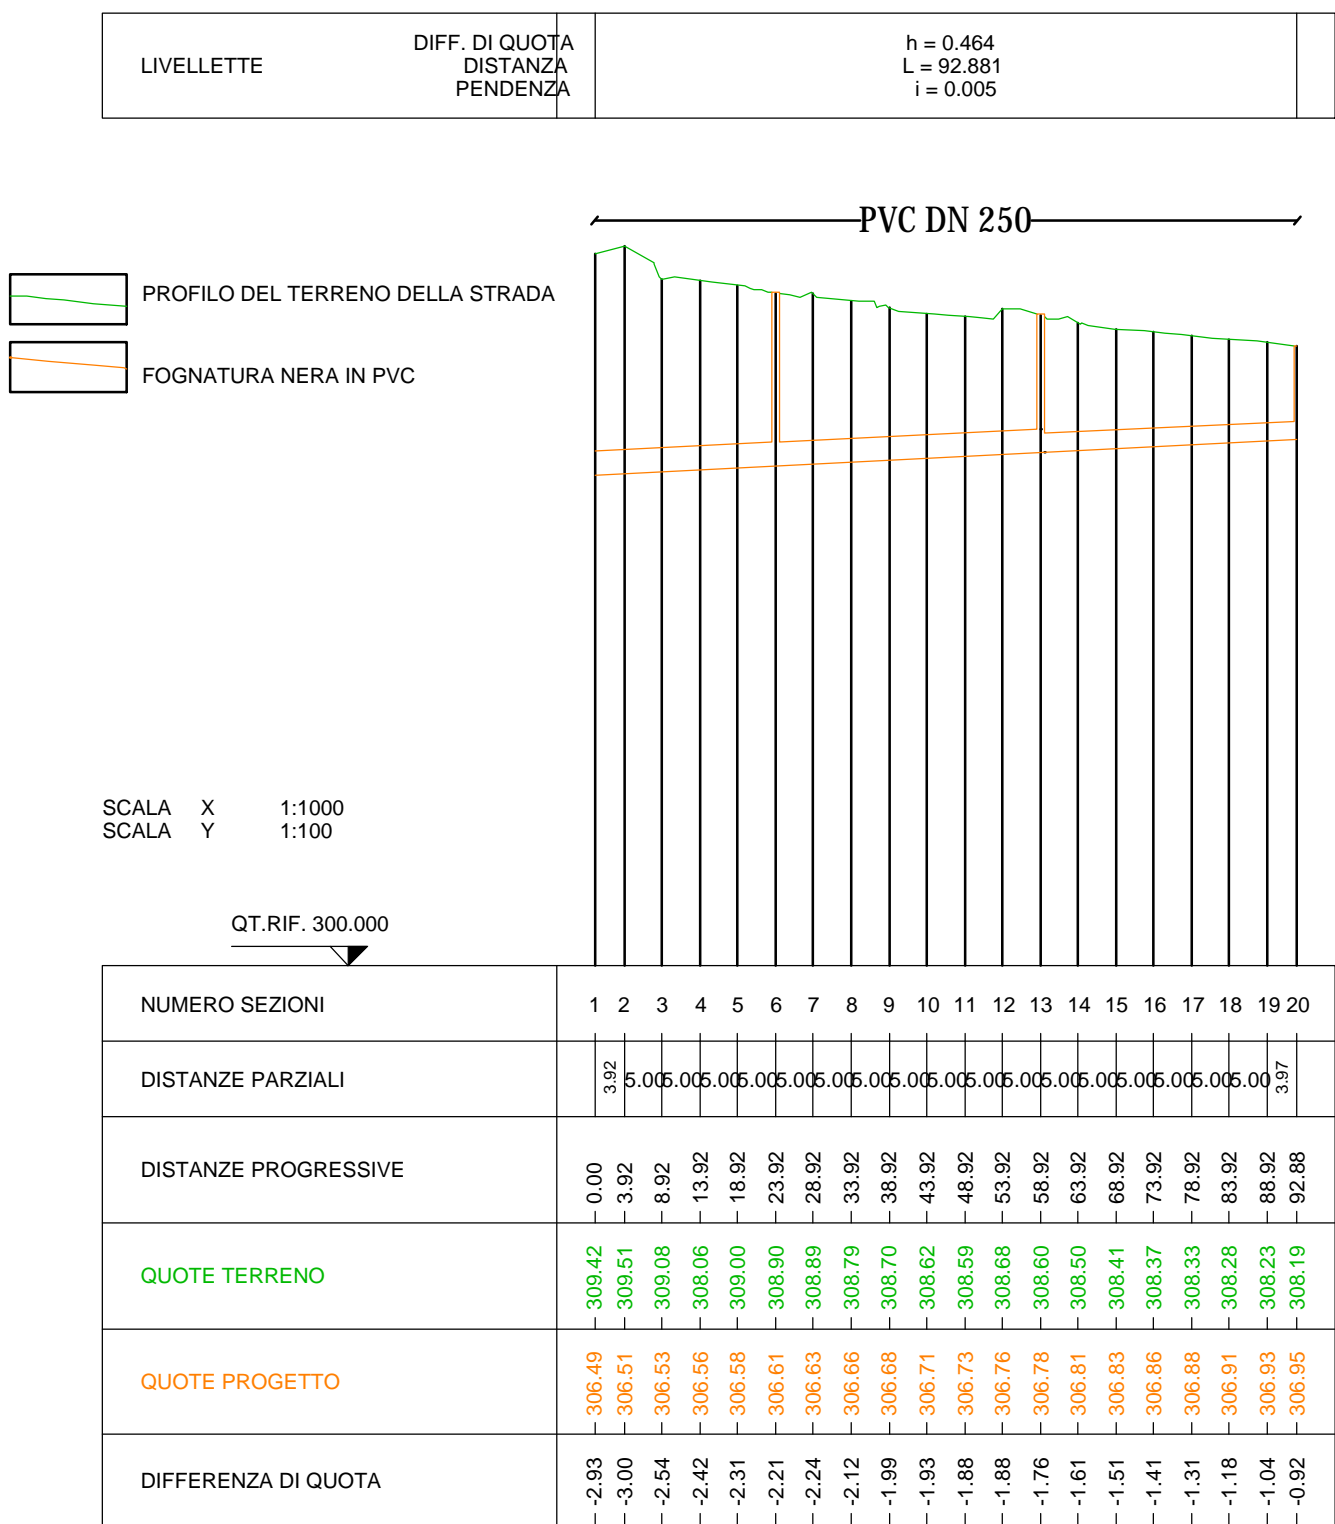 DIFF. DI QUOTA h = 0.464
LIVELLETTE DISTANZA L = 92.881
PENDENZA i = 0.005
PVC DN 250
PROFILO DEL TERRENO DELLA STRADA
FOGNATURA NERA IN PVC
SCALA X 1:1000
SCALA Y 1:100
QT.RIF. 300.000
NUMERO SEZIONI 1 2 3 4 5 6 7 8 9 10 11 12 13 14 15 16 17 18 19 20
DISTANZE PARZIALI 3.92 5.00 5.00 5.00 5.00 5.00 5.00 5.00 5.00 5.00 5.00 5.00 5.00 5.00 5.00 5.00 5.00 5.00 3.97
DISTANZE PROGRESSIVE 0.00 3.92 8.92 13.92 18.92 23.92 28.92 33.92 38.92 43.92 48.92 53.92 58.92 63.92 68.92 73.92 78.92 83.92 88.92 92.88
QUOTE TERRENO 309.42 309.51 309.08 308.06 309.00 308.90 308.89 308.79 308.70 308.62 308.59 308.68 308.60 308.50 308.41 308.37 308.33 308.28 308.23 308.19
QUOTE PROGETTO 306.49 306.51 306.53 306.56 306.58 306.61 306.63 306.66 306.68 306.71 306.73 306.76 306.78 306.81 306.83 306.86 306.88 306.91 306.93 306.95
DIFFERENZA DI QUOTA -2.93 -3.00 -2.54 -2.42 -2.31 -2.21 -2.24 -2.12 -1.99 -1.93 -1.88 -1.88 -1.76 -1.61 -1.51 -1.41 -1.31 -1.18 -1.04 -0.92